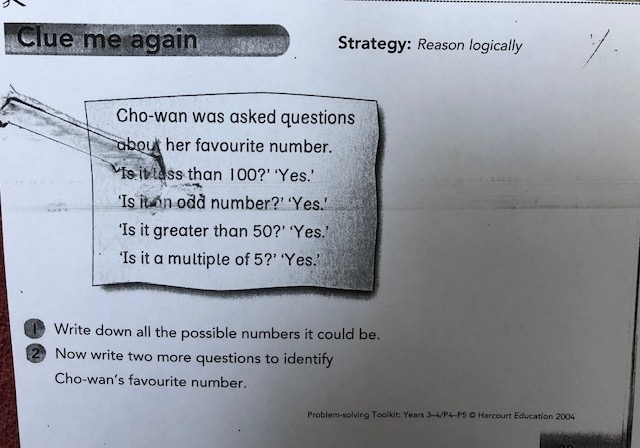 Clue me again
Strategy: Reason logically
Cho-wan was asked questions
about her favourite number.
'Is it less than 100?' 'Yes.'
'Is it an odd number?' 'Yes.'
'Is it greater than 50?' 'Yes.'
'Is it a multiple of 5?' 'Yes.'
1 Write down all the possible numbers it could be.
2 Now write two more questions to identify
Cho-wan's favourite number.
Problem-solving Toolkit: Years 3–4/P4–P5 © Harcourt Education 2004